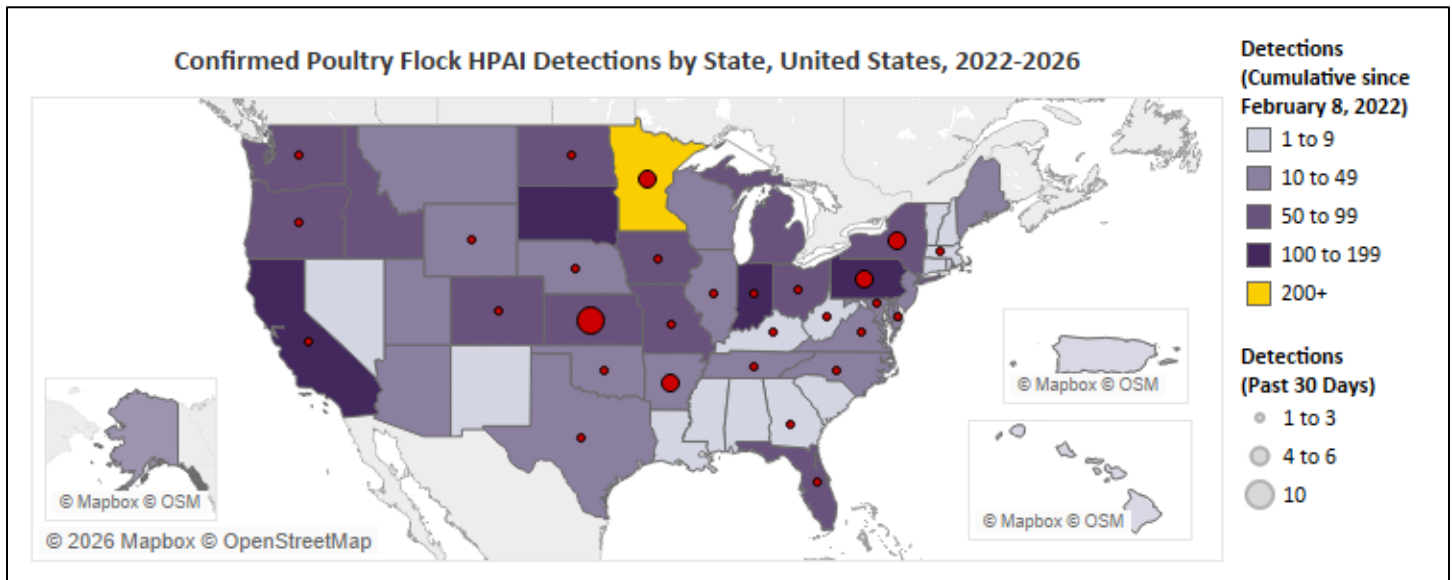 Confirmed Poultry Flock HPAI Detections by State, United States, 2022-2026
Detections
(Cumulative since
February 8, 2022)
1 to 9
10 to 49
50 to 99
100 to 199
200+
Detections
(Past 30 Days)
1 to 3
4 to 6
10
© Mapbox © OSM
© Mapbox © OSM
© Mapbox © OSM
© 2026 Mapbox © OpenStreetMap